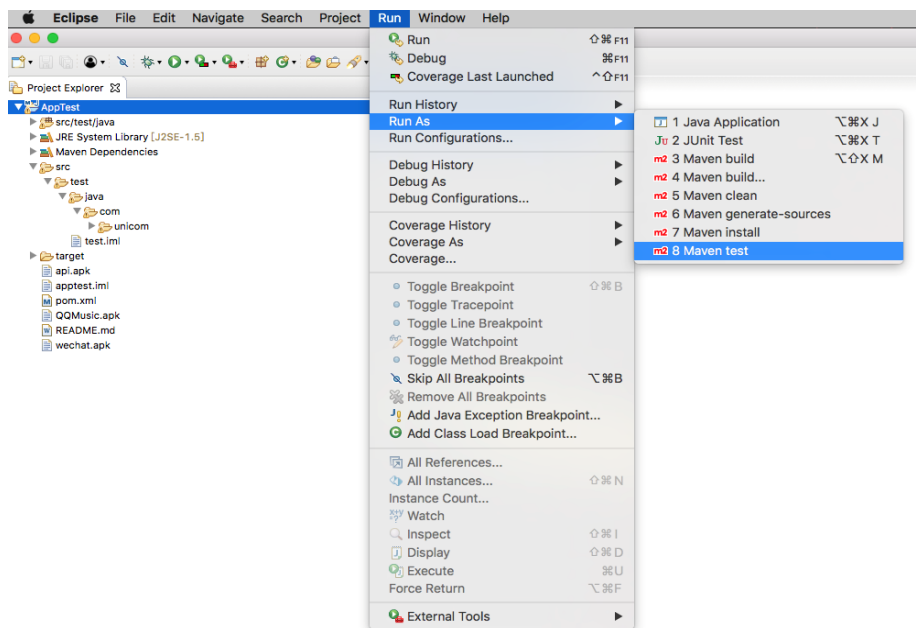 Eclipse File Edit Navigate Search Project Run Window Help
Project Explorer
AppTest
src/test/java
JRE System Library [J2SE-1.5]
Maven Dependencies
src
test
java
com
unicom
test.iml
target
api.apk
apptest.iml
pom.xml
QQMusic.apk
README.md
wechat.apk
Run ⇧⌘F11
Debug ⌘F11
Coverage Last Launched ^⇧F11
Run History
Run As
Run Configurations...
Debug History
Debug As
Debug Configurations...
Coverage History
Coverage As
Coverage...
Toggle Breakpoint ⇧⌘B
Toggle Tracepoint
Toggle Line Breakpoint
Toggle Watchpoint
Toggle Method Breakpoint
Skip All Breakpoints ⌥⌘B
Remove All Breakpoints
Add Java Exception Breakpoint...
Add Class Load Breakpoint...
All References...
All Instances... ⇧⌘N
Instance Count...
Watch
Inspect ⇧⌘I
Display ⇧⌘D
Execute ⌘U
Force Return ⌥⌘F
External Tools
1 Java Application ⌥⌘X J
Ju 2 JUnit Test ⌥⌘X T
m2 3 Maven build ⌥⇧X M
m2 4 Maven build...
m2 5 Maven clean
m2 6 Maven generate-sources
m2 7 Maven install
m2 8 Maven test